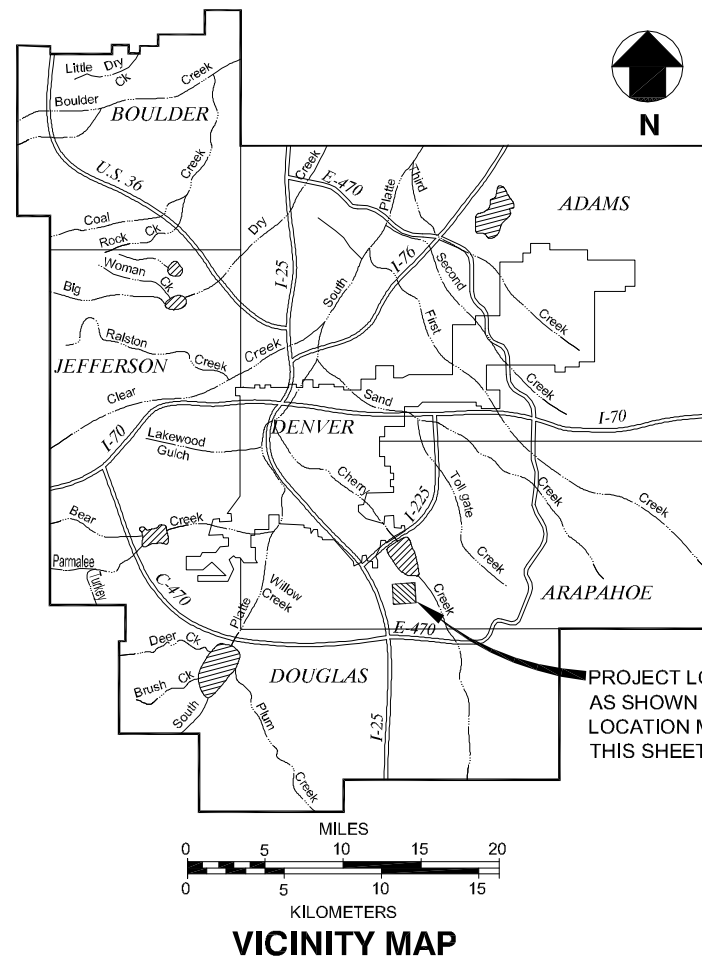 Little Dry Ck
Creek
Boulder
BOULDER
N
U.S. 36
Creek
E-470
Creek
Platte
Third
ADAMS
Coal
Rock Ck
Dry
Woman Ck
I-25
I-76
Second
Big
South
First
Ralston
Creek
Creek
Creek
JEFFERSON
Creek
Clear
Sand
I-70
I-70
DENVER
Lakewood
Gulch
Cherry
I-225
Toll gate
Creek
Creek
Bear
Creek
Parmalee
Turkey
C-470
Willow
Creek
Creek
Creek
ARAPAHOE
Platte
E-470
Deer Ck
DOUGLAS
Brush Ck
South
Plum
I-25
Creek
PROJECT LO
AS SHOWN
LOCATION M
THIS SHEET
MILES
0 5 10 15 20
0 5 10 15
KILOMETERS
VICINITY MAP